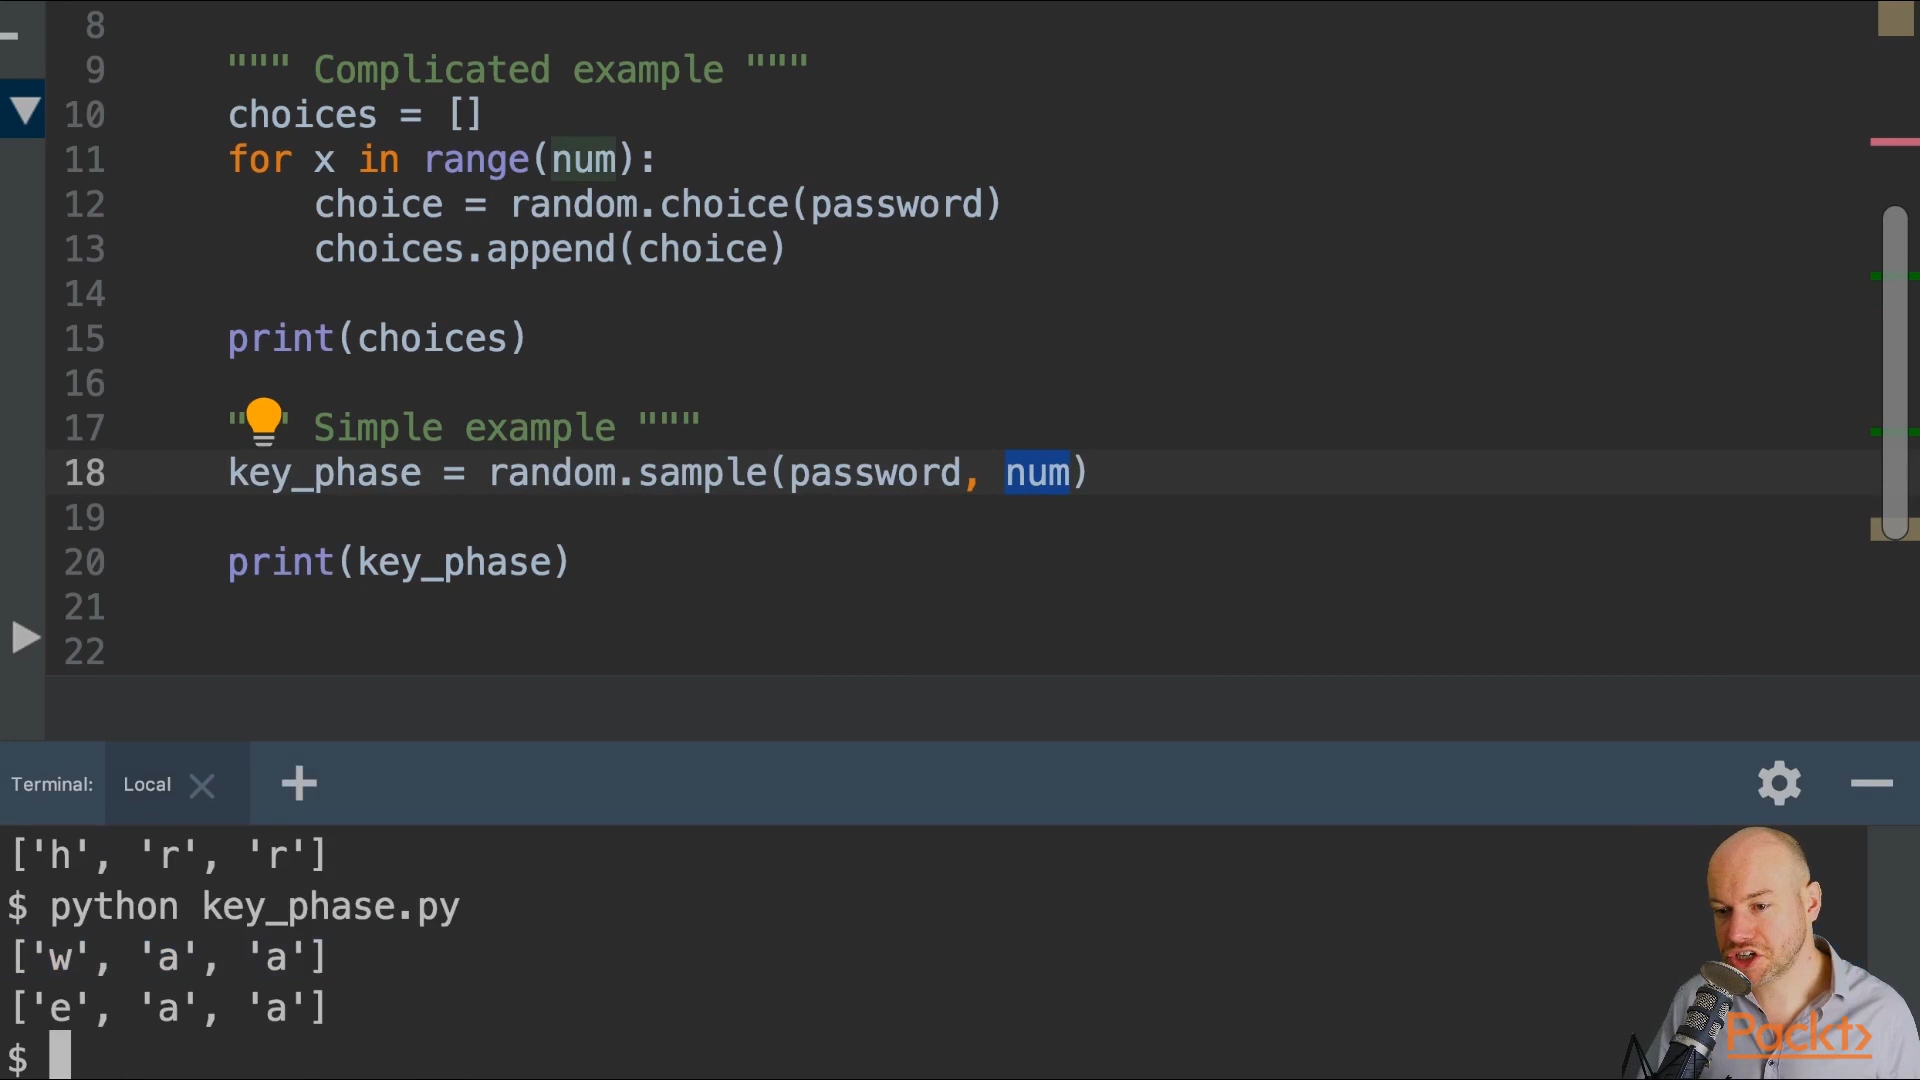 8
9 """ Complicated example """
10 choices = []
11 for x in range(num):
12 choice = random.choice(password)
13 choices.append(choice)
14
15 print(choices)
16
17 " " Simple example """
18 key_phase = random.sample(password, num)
19
20 print(key_phase)
21
22
Terminal: Local
['h', 'r', 'r']
$ python key_phase.py
['w', 'a', 'a']
['e', 'a', 'a']
$
Packt>